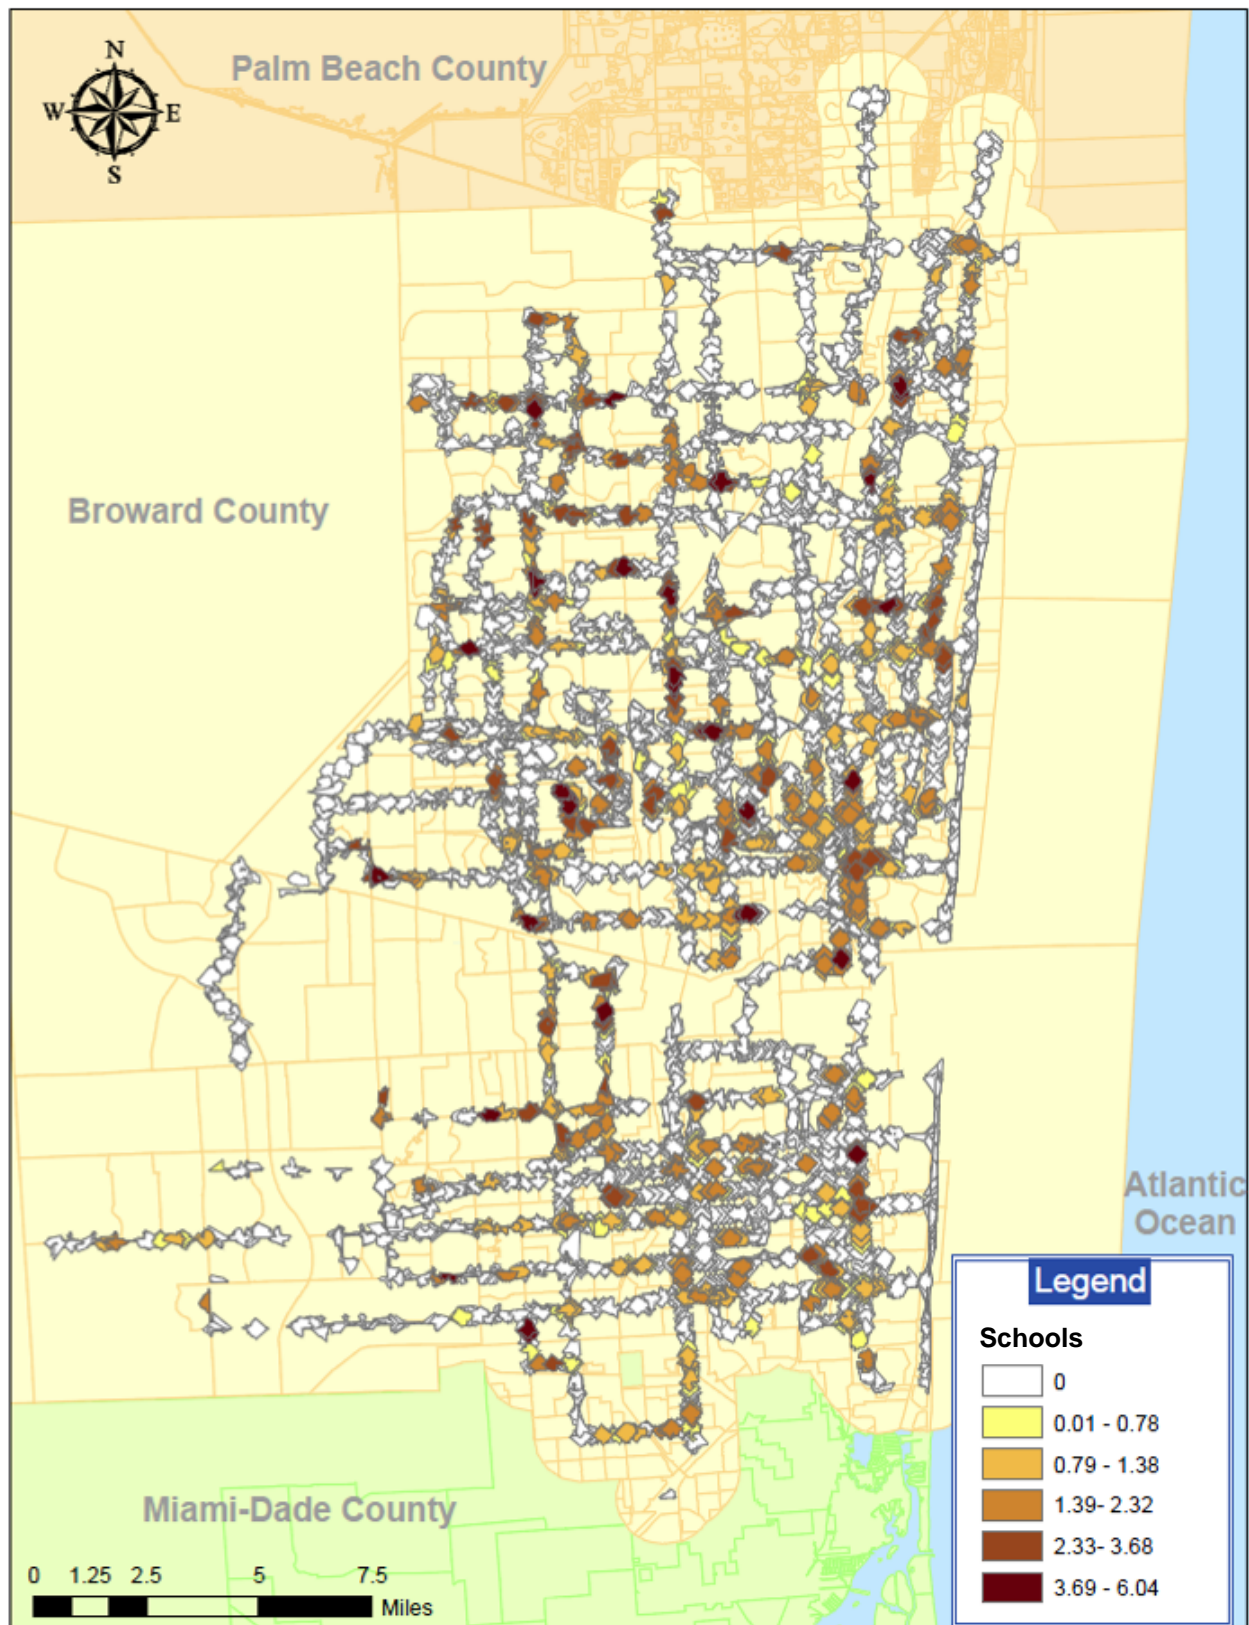 N
Palm Beach County
W E
S
Broward County
Atlantic
Ocean
Legend
Schools
0
0.01 - 0.78
0.79 - 1.38
1.39- 2.32
2.33- 3.68
3.69 - 6.04
Miami-Dade County
0 1.25 2.5 5 7.5
Miles